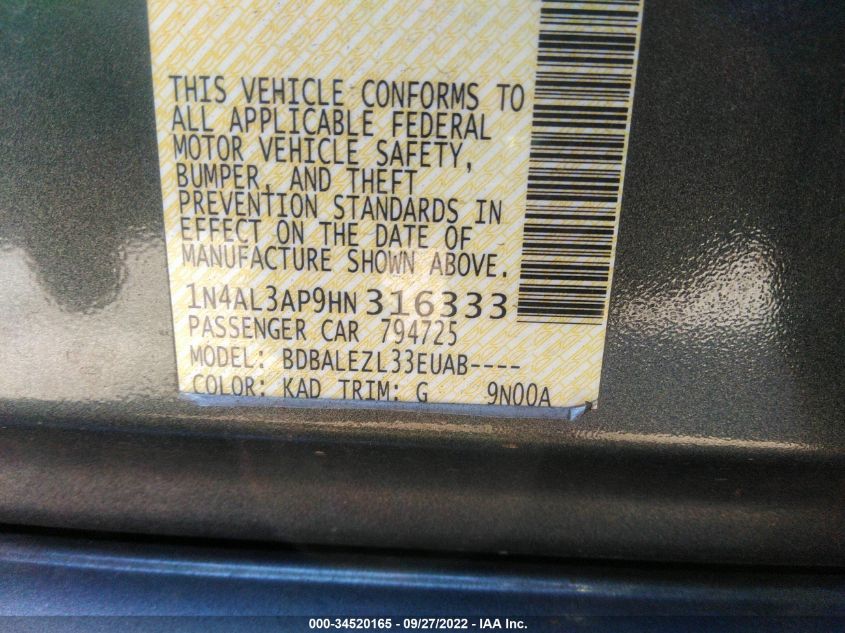 THIS VEHICLE CONFORMS TO
ALL APPLICABLE FEDERAL
MOTOR VEHICLE SAFETY,
BUMPER, AND THEFT
PREVENTION STANDARDS IN
EFFECT ON THE DATE OF
MANUFACTURE SHOWN ABOVE.
1N4AL3AP9HN316333
PASSENGER CAR 794725
MODEL: BDBALEZL33EUAB----
COLOR: KAD TRIM: G 9N00A
000-34520165 - 09/27/2022 - IAA Inc.